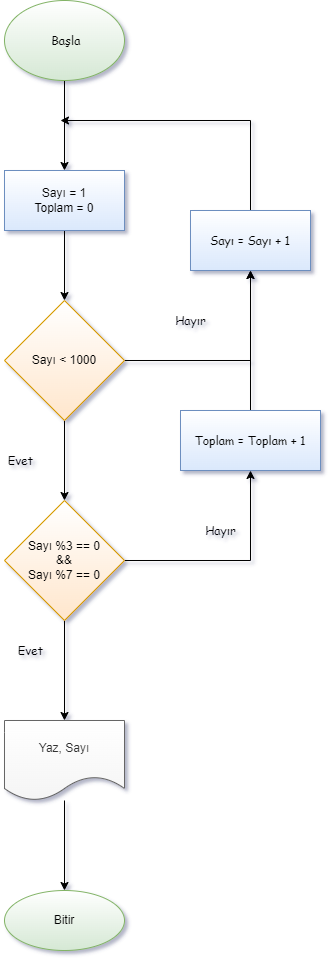 Başla
Sayı = 1
Toplam = 0
Sayı = Sayı + 1
Hayır
Sayı < 1000
Toplam = Toplam + 1
Evet
Hayır
Sayı %3 == 0
&&
Sayı %7 == 0
Evet
Yaz, Sayı
Bitir